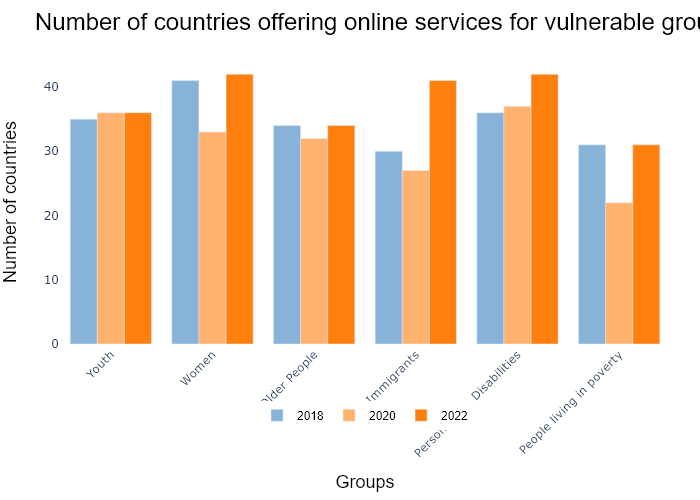 Number of countries offering online services for vulnerable grou
Number of countries
40
30
20
10
0
Youth
Women
Older People
Immigrants
Disabilities
People living in poverty
2018
2020
2022
Groups